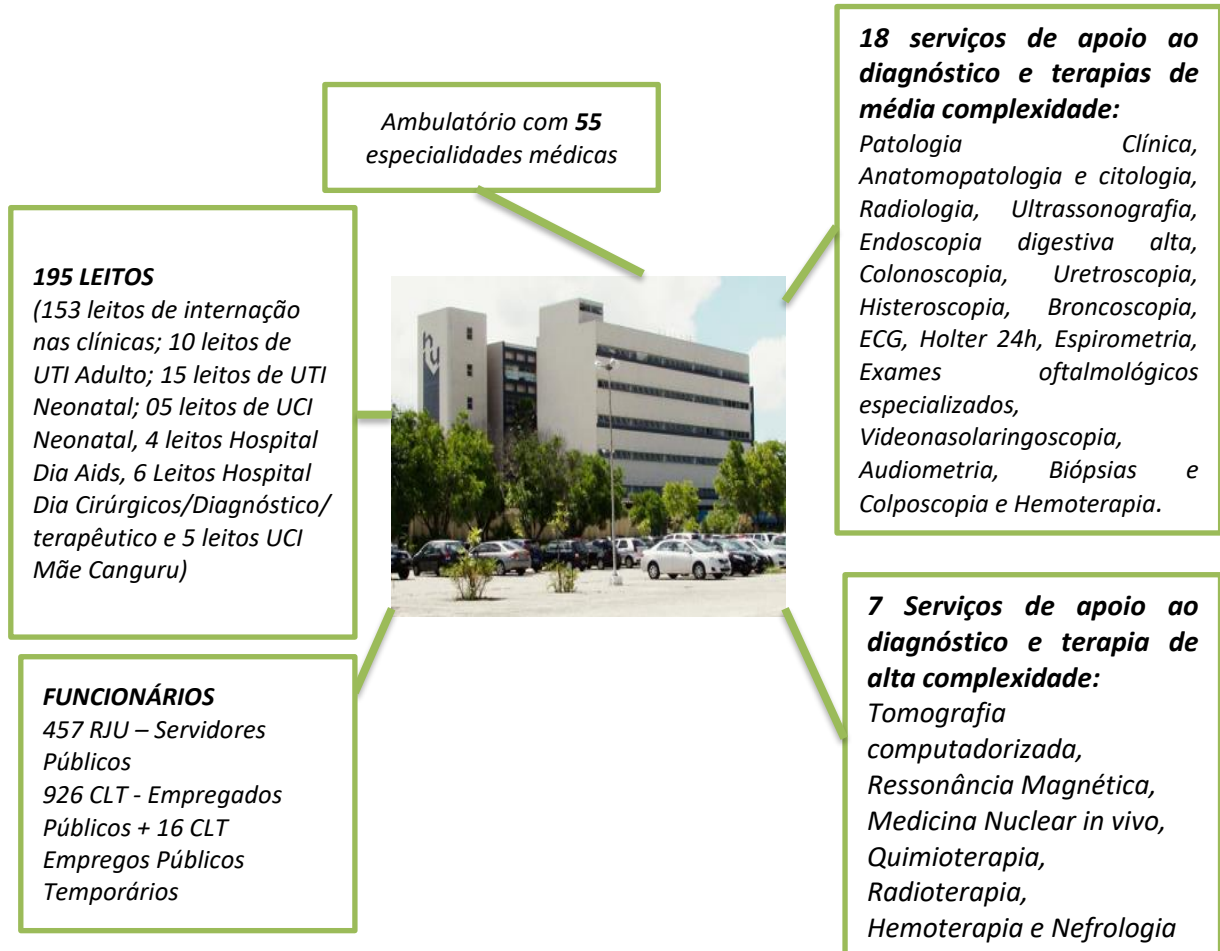 Ambulatório com 55
especialidades médicas
18 serviços de apoio ao
diagnóstico e terapias de
média complexidade:
Patologia Clínica,
Anatomopatologia e citologia,
Radiologia, Ultrassonografia,
Endoscopia digestiva alta,
Colonoscopia, Uretroscopia,
Histeroscopia, Broncoscopia,
ECG, Holter 24h, Espirometria,
Exames oftalmológicos
especializados,
Videonasolaringoscopia,
Audiometria, Biópsias e
Colposcopia e Hemoterapia.
195 LEITOS
(153 leitos de internação
nas clínicas; 10 leitos de
UTI Adulto; 15 leitos de UTI
Neonatal; 05 leitos de UCI
Neonatal, 4 leitos Hospital
Dia Aids, 6 Leitos Hospital
Dia Cirúrgicos/Diagnóstico/
terapêutico e 5 leitos UCI
Mãe Canguru)
hu
FUNCIONÁRIOS
457 RJU – Servidores
Públicos
926 CLT - Empregados
Públicos + 16 CLT
Empregos Públicos
Temporários
7 Serviços de apoio ao
diagnóstico e terapia de
alta complexidade:
Tomografia
computadorizada,
Ressonância Magnética,
Medicina Nuclear in vivo,
Quimioterapia,
Radioterapia,
Hemoterapia e Nefrologia